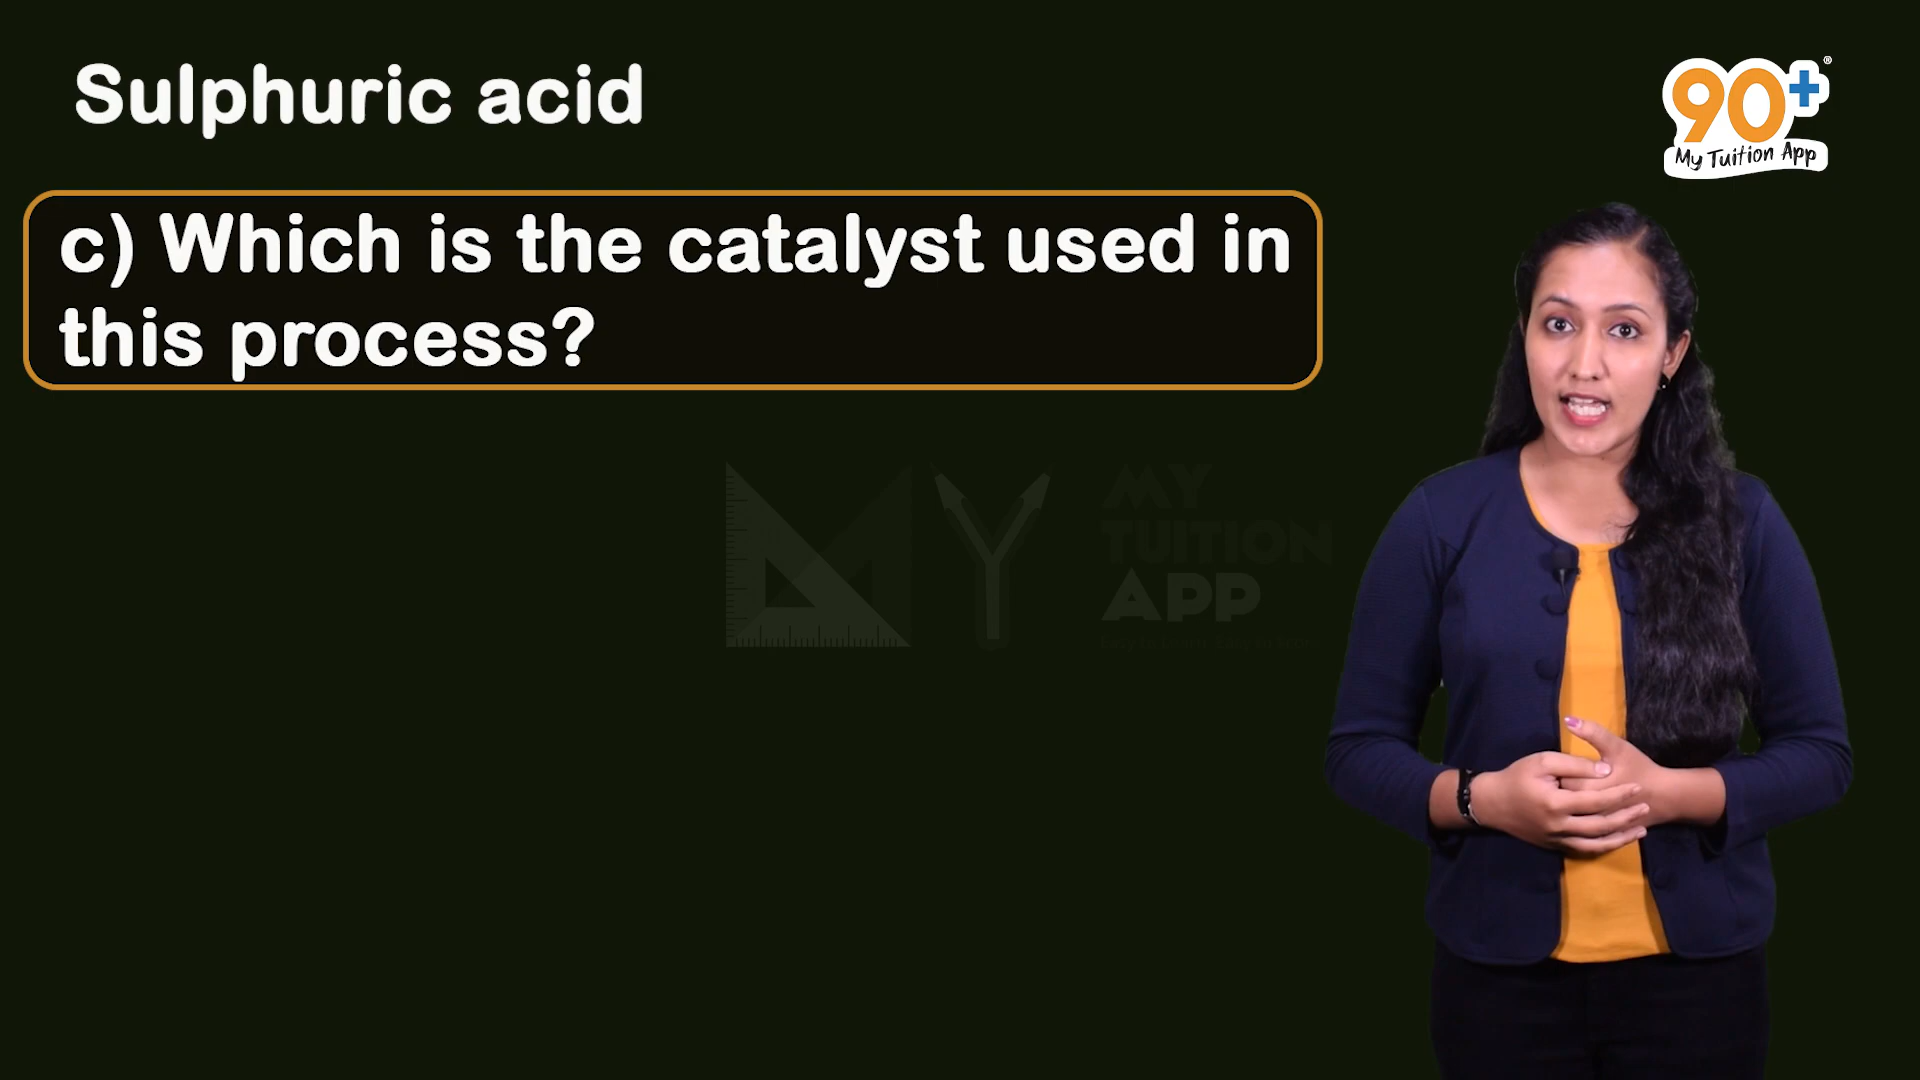 Sulphuric acid
90+
®
My Tuition App
c) Which is the catalyst used in
this process?
MY
TUITION
APP